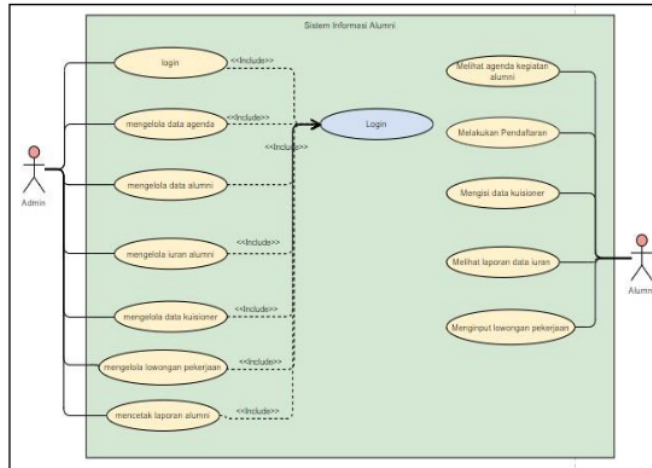 Sistem Informasi Alumni
login
<<Include>>
Melihat agenda kegiatan
alumni
mengelola data agenda
<<Include>>
Login
Melakukan Pendaftaran
<<Include>>
mengelola data alumni
Mengisi data kuisioner
Admin
mengelola iuran alumni
<<Include>>
Melihat laporan data iuran
Alumni
mengelola data kuisioner
<<Include>>
Menginput lowongan pekerjaan
mengelola lowongan pekerjaan
<<Include>>
mencetak laporan alumni
<<Include>>